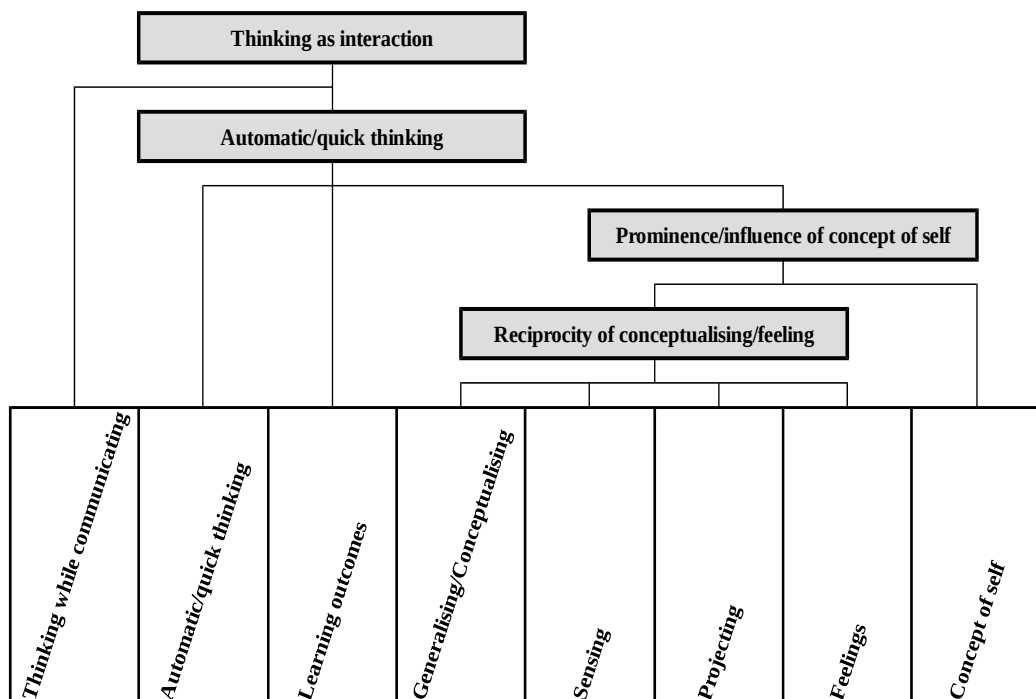 Thinking as interaction
Automatic/quick thinking
Prominence/influence of concept of self
Reciprocity of conceptualising/feeling
Thinking while communicating
Automatic/quick thinking
Learning outcomes
Generalising/Conceptualising
Sensing
Projecting
Feelings
Concept of self